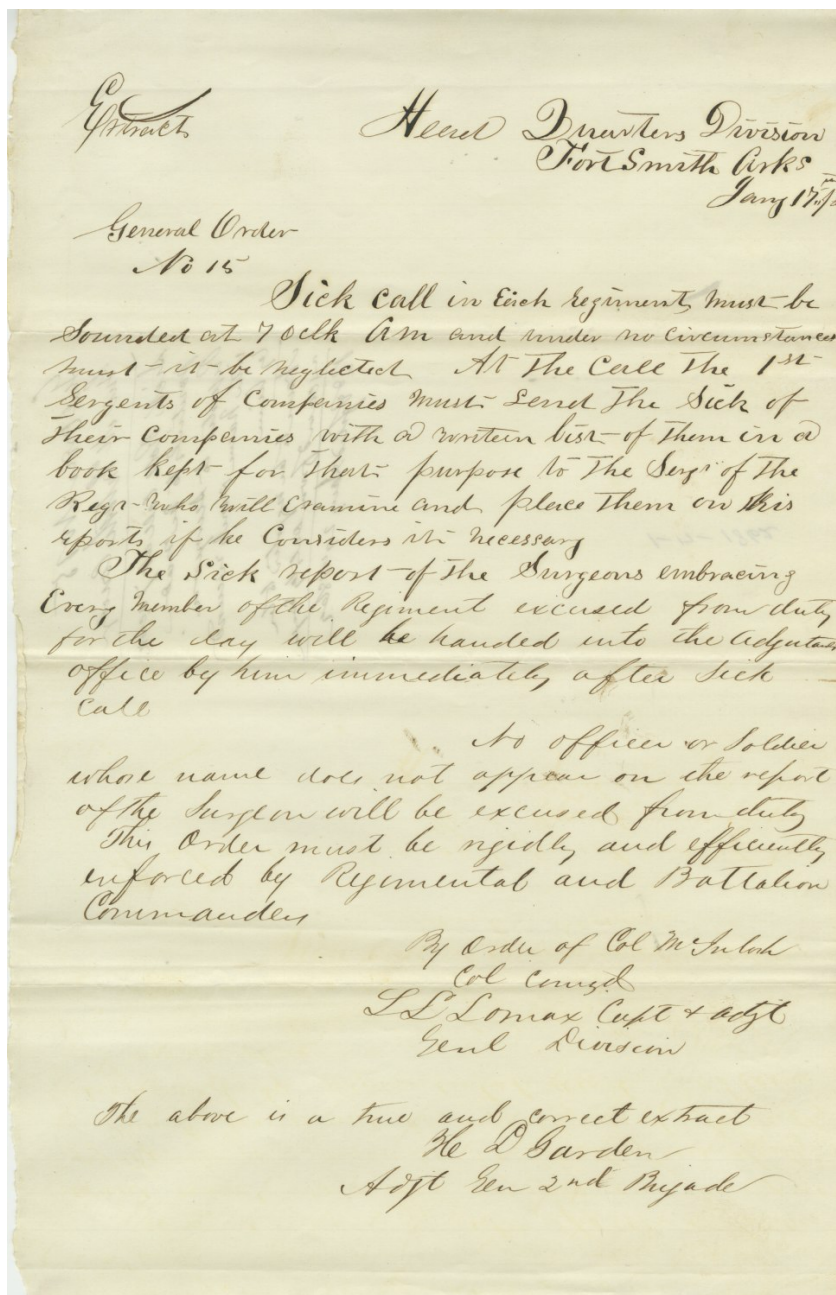 Extract
Head Quarters Division
Fort Smith Arks
Jany 17th
General Order
No 15
Sick call in Each Regiment must be
Sounded at 7 oclk Am and under no circumstances
must it be neglected At The Call The 1st
Sergents of Companies must send The Sick of
Their Companies with a writen list of them in a
book kept for that purpose to The Surg of The
Regt who will examine and place them on his
reports if he Considers it necessary
The Sick report of The Surgeons embracing
Every Member of the Regiment excused from duty
for the day will be handed into the adjutants
office by him immediately after sick
call
No officer or Soldier
whose name does not appear on the report
of the Surgeon will be excused from duty
This Order must be rigidly and efficiently
enforced by Regimental and Battalion
Commanders
By Order of Col McIntosh
Col Comgd
L L Lomax Capt & adjt
Genl Division
The above is a true and correct extract
D Garden
Adjt Gen 2nd Brigade